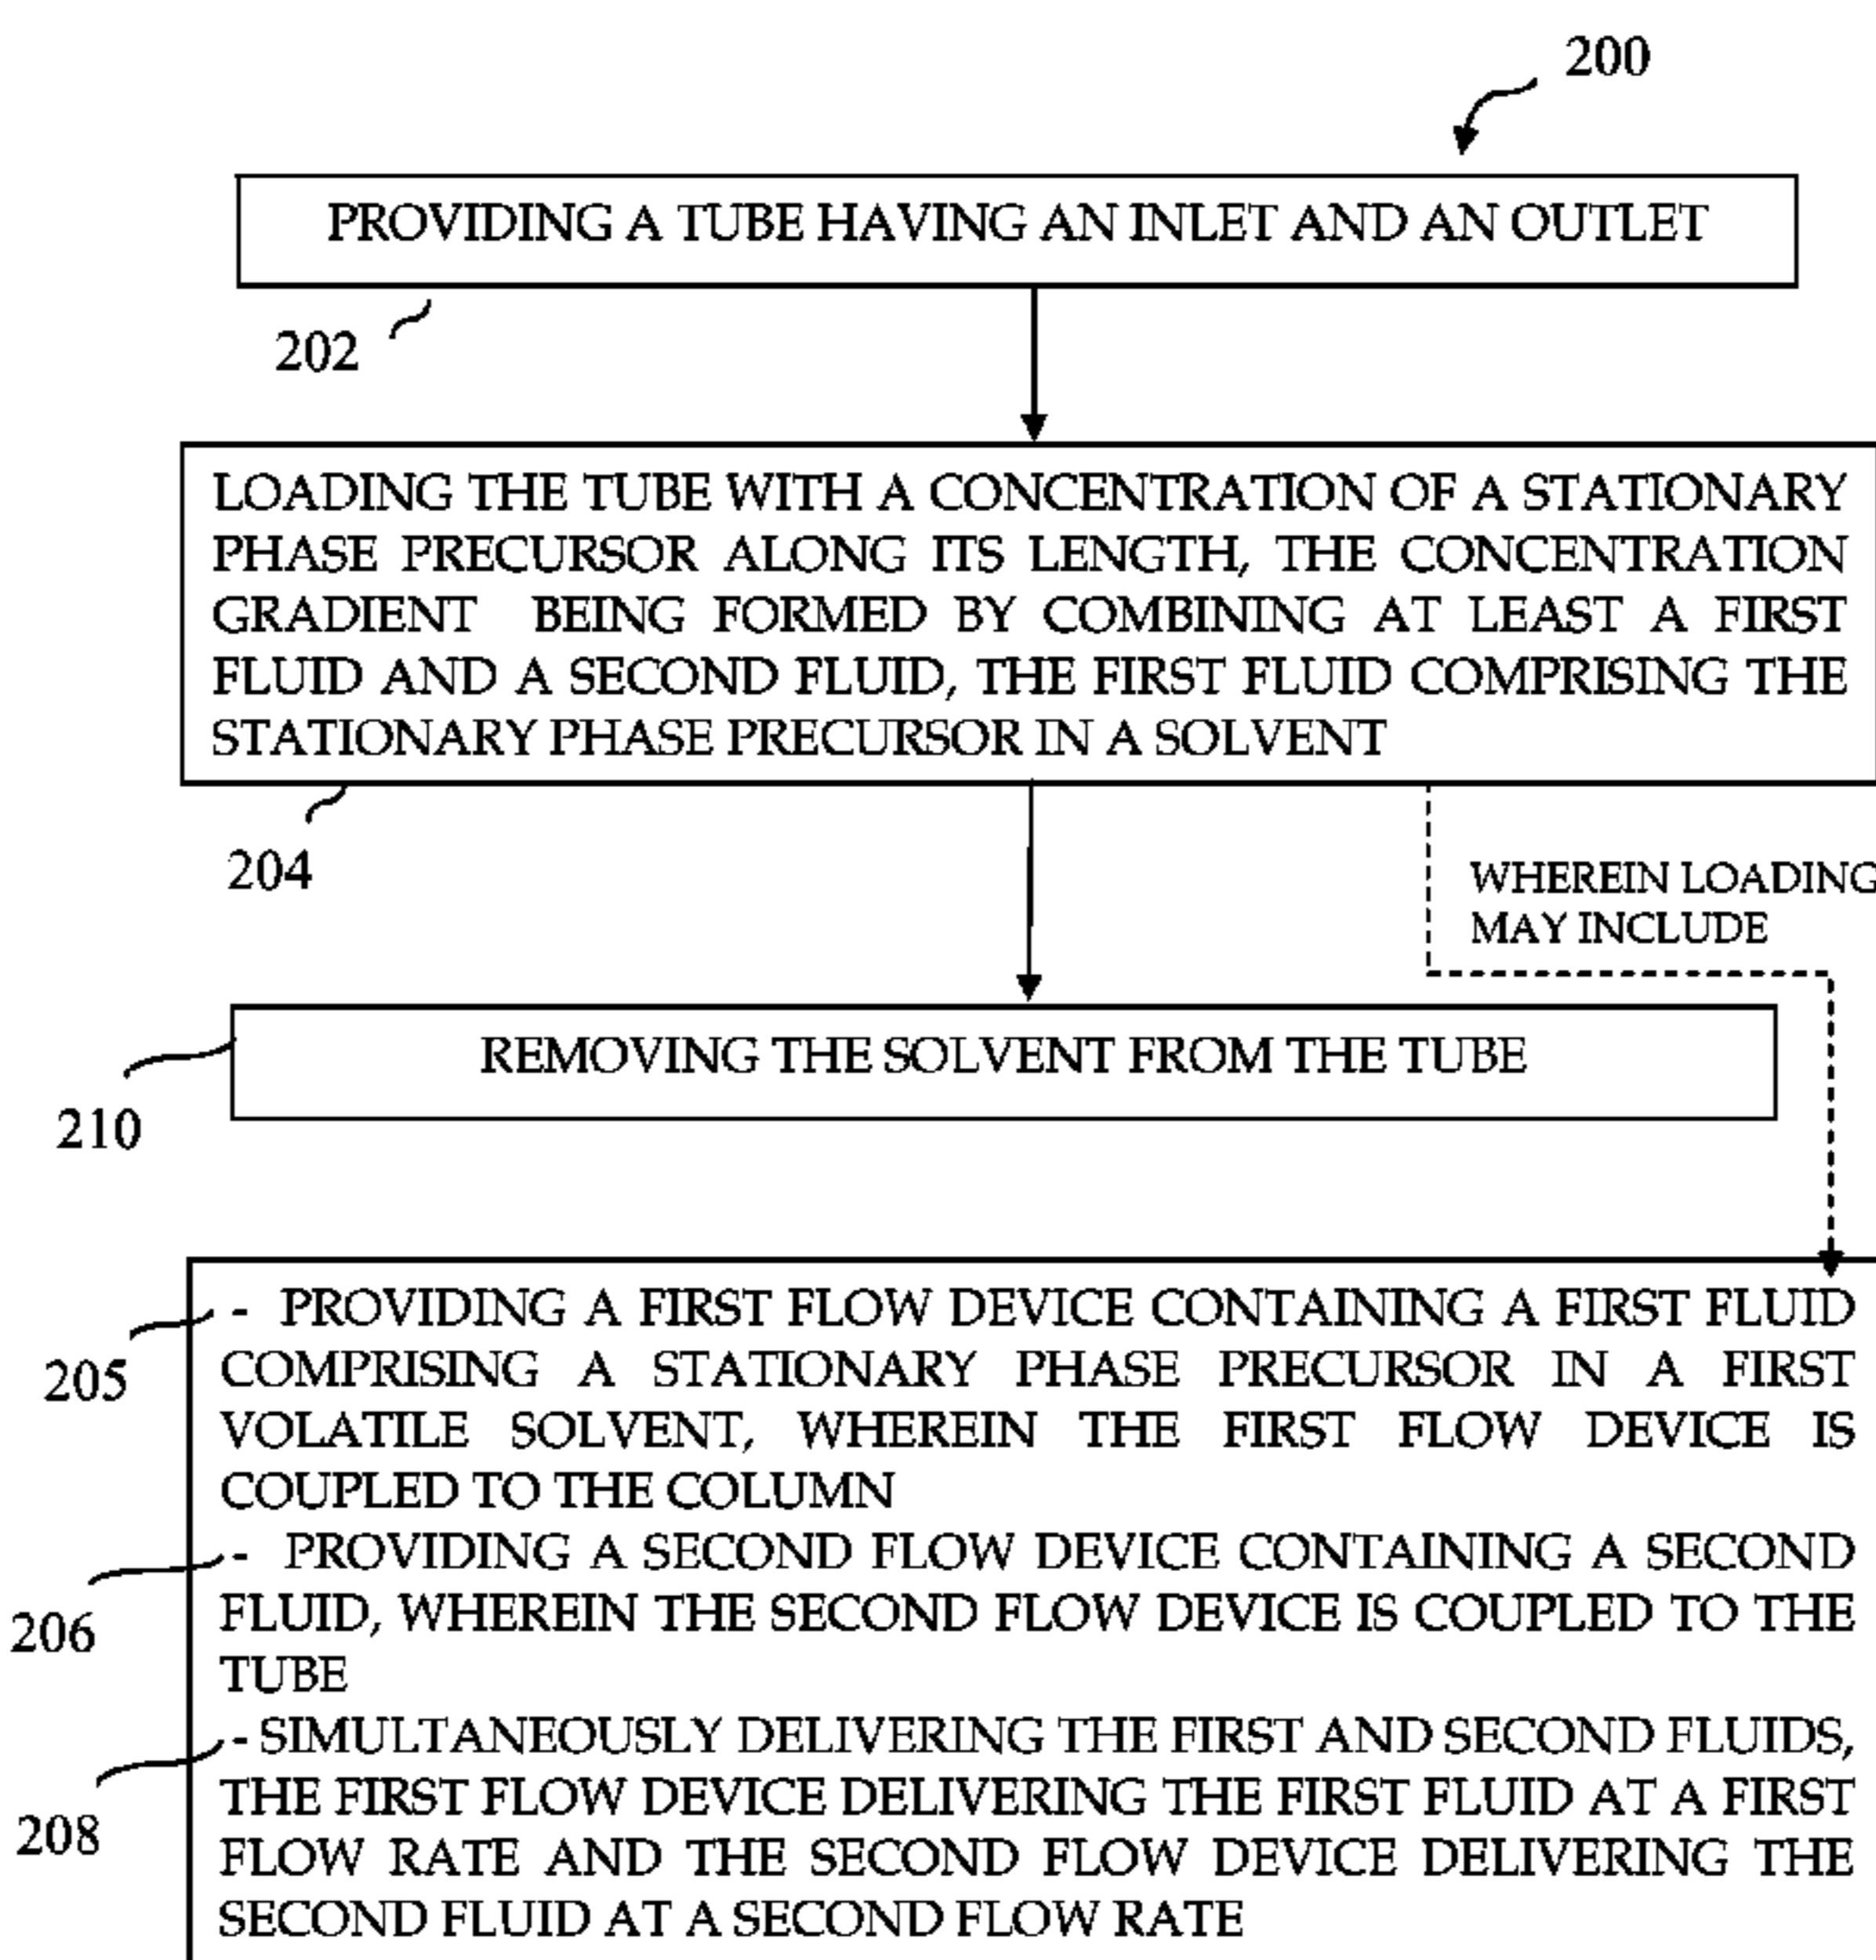 200
PROVIDING A TUBE HAVING AN INLET AND AN OUTLET
202
LOADING THE TUBE WITH A CONCENTRATION OF A STATIONARY
PHASE PRECURSOR ALONG ITS LENGTH, THE CONCENTRATION
GRADIENT BEING FORMED BY COMBINING AT LEAST A FIRST
FLUID AND A SECOND FLUID, THE FIRST FLUID COMPRISING THE
STATIONARY PHASE PRECURSOR IN A SOLVENT
204
WHEREIN LOADING
MAY INCLUDE
REMOVING THE SOLVENT FROM THE TUBE
210
- PROVIDING A FIRST FLOW DEVICE CONTAINING A FIRST FLUID
205
COMPRISING A STATIONARY PHASE PRECURSOR IN A FIRST
VOLATILE SOLVENT, WHEREIN THE FIRST FLOW DEVICE IS
COUPLED TO THE COLUMN
- PROVIDING A SECOND FLOW DEVICE CONTAINING A SECOND
206
FLUID, WHEREIN THE SECOND FLOW DEVICE IS COUPLED TO THE
TUBE
- SIMULTANEOUSLY DELIVERING THE FIRST AND SECOND FLUIDS,
208
THE FIRST FLOW DEVICE DELIVERING THE FIRST FLUID AT A FIRST
FLOW RATE AND THE SECOND FLOW DEVICE DELIVERING THE
SECOND FLUID AT A SECOND FLOW RATE